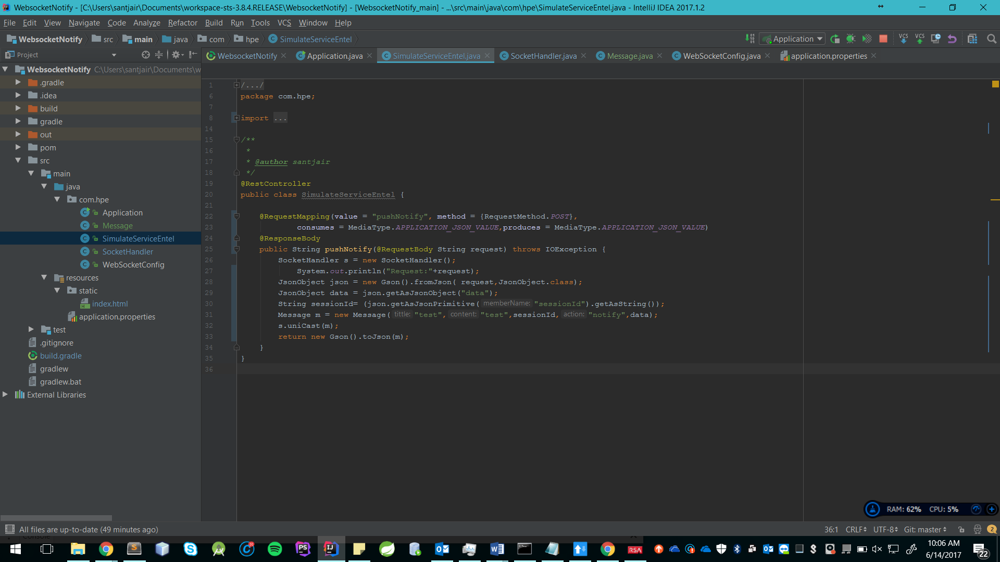 WebsocketNotify - [C:\Users\santjair\Documents\workspace-sts-3.8.4.RELEASE\WebsocketNotify] - [WebsocketNotify_main] - ...\src\main\java\com\hpe\SimulateServiceEntel.java - IntelliJ IDEA 2017.1.2
File Edit View Navigate Code Analyze Refactor Build Run Tools VCS Window Help
WebsocketNotify src main java com hpe SimulateServiceEntel Application VCS VCS
Project
WebsocketNotify Application.java SimulateServiceEntel.java SocketHandler.java Message.java WebSocketConfig.java application.properties
WebsocketNotify C:\Users\santjair\Documents\w
.gradle
.idea
build
gradle
out
pom
src
main
java
com.hpe
Application
Message
SimulateServiceEntel
SocketHandler
WebSocketConfig
resources
static
index.html
application.properties
test
.gitignore
build.gradle
gradlew
gradlew.bat
External Libraries
1 /.../
6 package com.hpe;
7
8 import ...
14
15 /**
16 *
17 * @author santjair
18 */
19 @RestController
20 public class SimulateServiceEntel {
21
22 @RequestMapping(value = "pushNotify", method = {RequestMethod.POST},
23 consumes = MediaType.APPLICATION_JSON_VALUE,produces = MediaType.APPLICATION_JSON_VALUE)
24 @ResponseBody
25 public String pushNotify(@RequestBody String request) throws IOException {
26 SocketHandler s = new SocketHandler();
27 System.out.println("Request:"+request);
28 JsonObject json = new Gson().fromJson( request,JsonObject.class);
29 JsonObject data = json.getAsJsonObject("data");
30 String sessionId= (json.getAsJsonPrimitive( memberName: "sessionId").getAsString());
31 Message m = new Message( tittle: "test", content: "test",sessionId, action: "notify",data);
32 s.uniCast(m);
33 return new Gson().toJson(m);
34 }
35 }
36
RAM: 62% CPU: 5%
All files are up-to-date (49 minutes ago)
36:1 CRLF UTF-8 Git: master 2
Console
PS IJ RSA
10:06 AM
6/14/2017
22